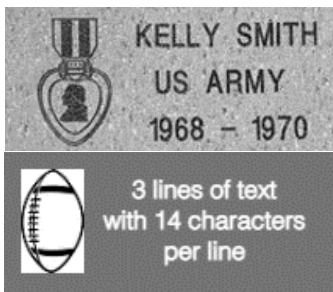 KELLY SMITH
US ARMY
1968 - 1970
3 lines of text
with 14 characters
per line